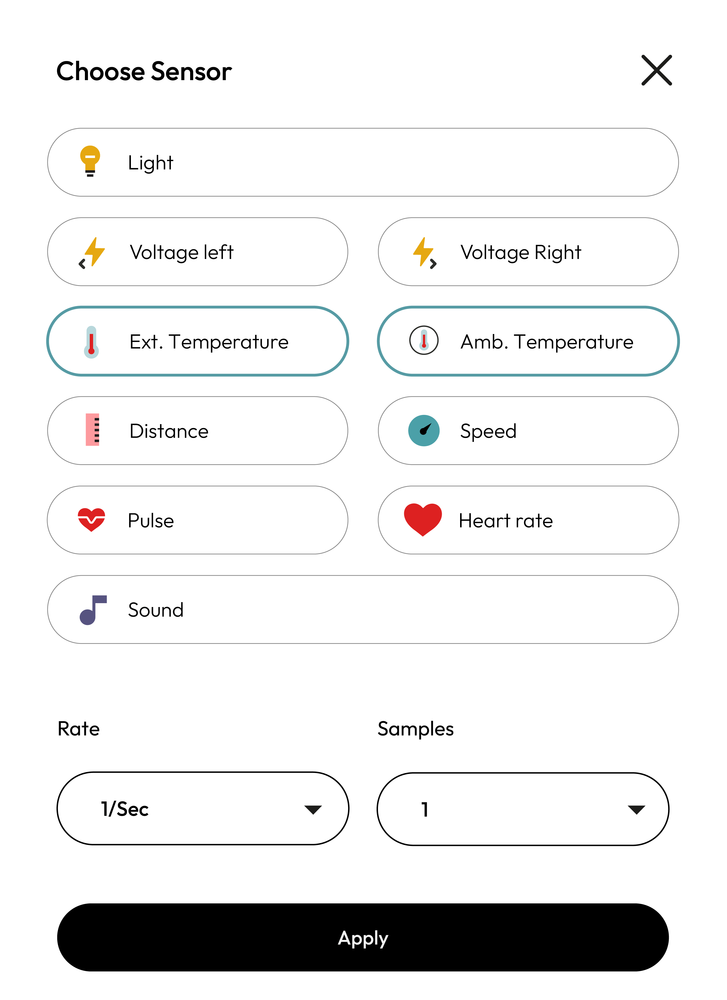 Choose Sensor
Light
Voltage left
Voltage Right
Ext. Temperature
Amb. Temperature
Distance
Speed
Pulse
Heart rate
Sound
Rate
Samples
1/Sec
1
Apply